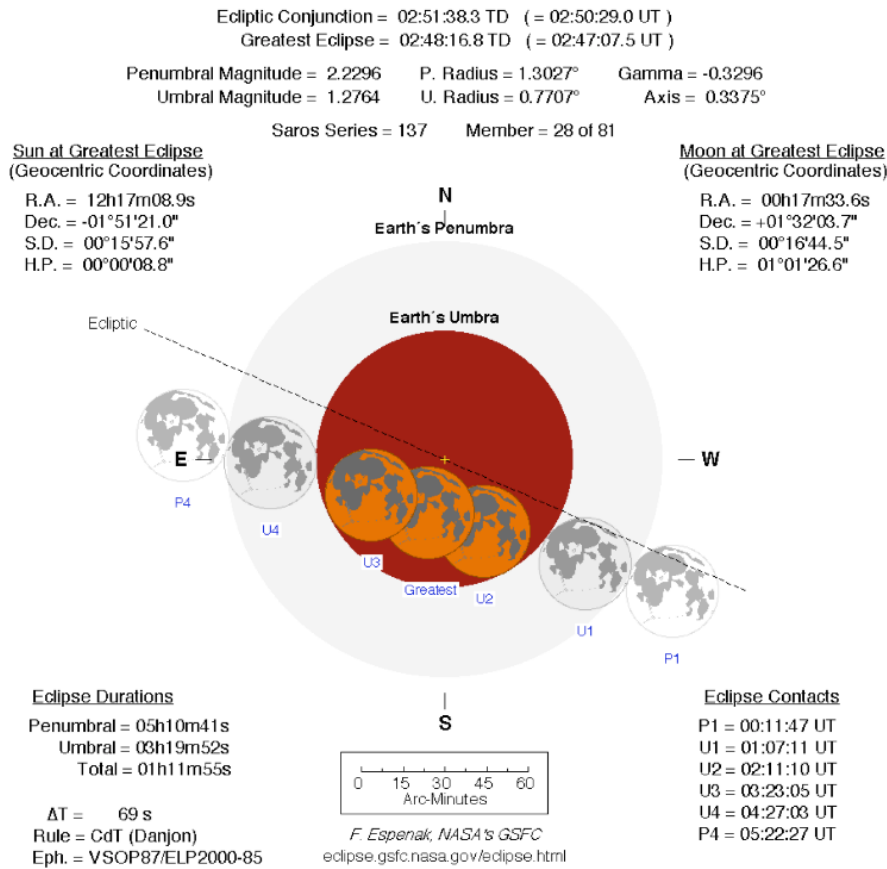 Ecliptic Conjunction = 02:51:38.3 TD ( = 02:50:29.0 UT )
Greatest Eclipse = 02:48:16.8 TD ( = 02:47:07.5 UT )
Penumbral Magnitude = 2.2296 P. Radius = 1.3027° Gamma = -0.3296
Umbral Magnitude = 1.2764 U. Radius = 0.7707° Axis = 0.3375°
Saros Series = 137 Member = 28 of 81
Sun at Greatest Eclipse
(Geocentric Coordinates)
R.A. = 12h17m08.9s
Dec. = -01°51'21.0"
S.D. = 00°15'57.6"
H.P. = 00°00'08.8"
Moon at Greatest Eclipse
(Geocentric Coordinates)
R.A. = 00h17m33.6s
Dec. = +01°32'03.7"
S.D. = 00°16'44.5"
H.P. = 01°01'26.6"
N
Earth´s Penumbra
Earth´s Umbra
Ecliptic
E
W
P4
U4
U3
Greatest
U2
U1
P1
S
Eclipse Durations
Penumbral = 05h10m41s
Umbral = 03h19m52s
Total = 01h11m55s
ΔT = 69 s
Rule = CdT (Danjon)
Eph. = VSOP87/ELP2000-85
0 15 30 45 60
Arc-Minutes
F. Espenak, NASA's GSFC
eclipse.gsfc.nasa.gov/eclipse.html
Eclipse Contacts
P1 = 00:11:47 UT
U1 = 01:07:11 UT
U2 = 02:11:10 UT
U3 = 03:23:05 UT
U4 = 04:27:03 UT
P4 = 05:22:27 UT